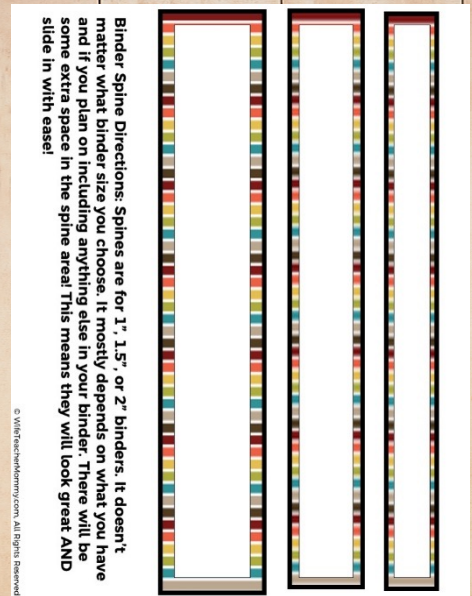 Binder Spine Directions: Spines are for 1", 1.5", or 2" binders. It doesn't
matter what binder size you choose. It mostly depends on what you have
and if you plan on including anything else in your binder. There will be
some extra space in the spine area! This means they will look great AND
slide in with ease!
© WifeTeacherMommy.com, All Rights Reserved